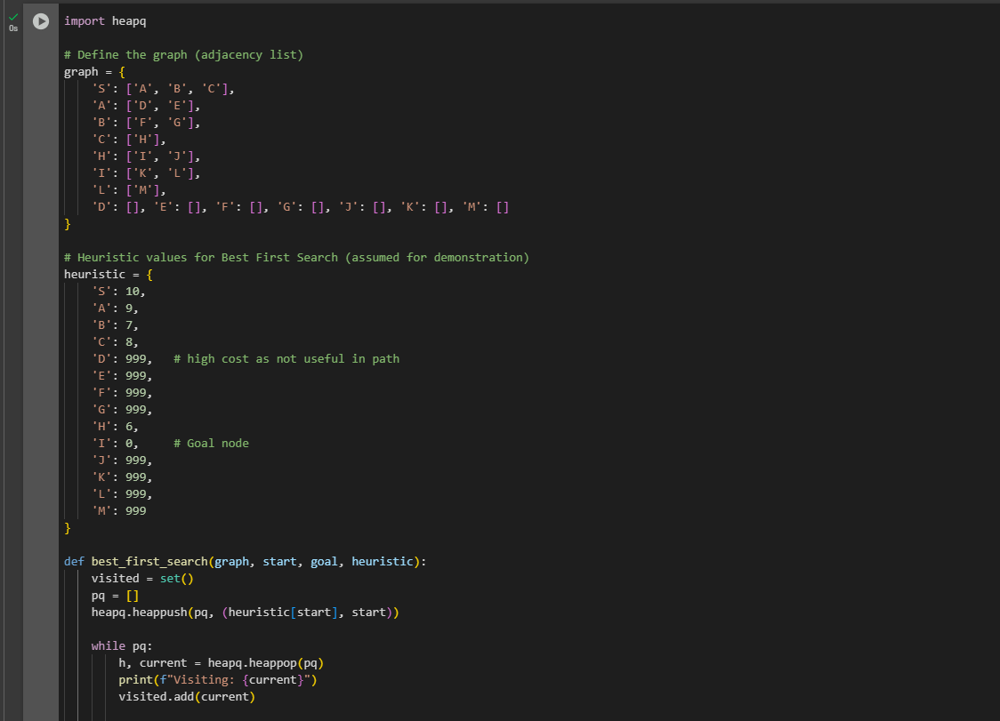 0s
import heapq
# Define the graph (adjacency list)
graph = {
    'S': ['A', 'B', 'C'],
    'A': ['D', 'E'],
    'B': ['F', 'G'],
    'C': ['H'],
    'H': ['I', 'J'],
    'I': ['K', 'L'],
    'L': ['M'],
    'D': [], 'E': [], 'F': [], 'G': [], 'J': [], 'K': [], 'M': []
}
# Heuristic values for Best First Search (assumed for demonstration)
heuristic = {
    'S': 10,
    'A': 9,
    'B': 7,
    'C': 8,
    'D': 999,   # high cost as not useful in path
    'E': 999,
    'F': 999,
    'G': 999,
    'H': 6,
    'I': 0,     # Goal node
    'J': 999,
    'K': 999,
    'L': 999,
    'M': 999
}
def best_first_search(graph, start, goal, heuristic):
    visited = set()
    pq = []
    heapq.heappush(pq, (heuristic[start], start))
    while pq:
        h, current = heapq.heappop(pq)
        print(f"Visiting: {current}")
        visited.add(current)